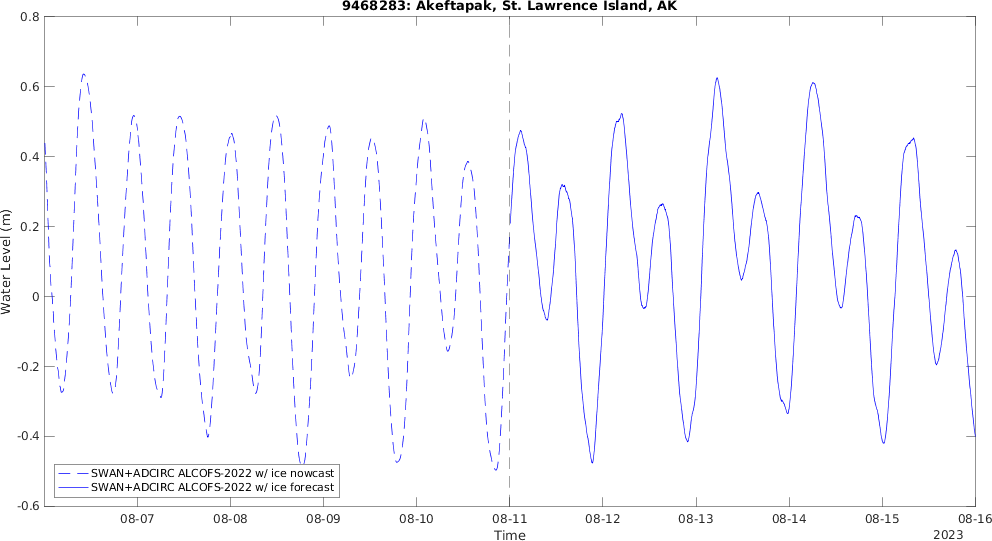 9468283: Akeftapak, St. Lawrence Island, AK
0.8
0.6
0.4
0.2
0
-0.2
-0.4
-0.6
Water Level (m)
SWAN+ADCIRC ALCOFS-2022 w/ ice nowcast
SWAN+ADCIRC ALCOFS-2022 w/ ice forecast
08-07 08-08 08-09 08-10 08-11 08-12 08-13 08-14 08-15 08-16
Time
2023